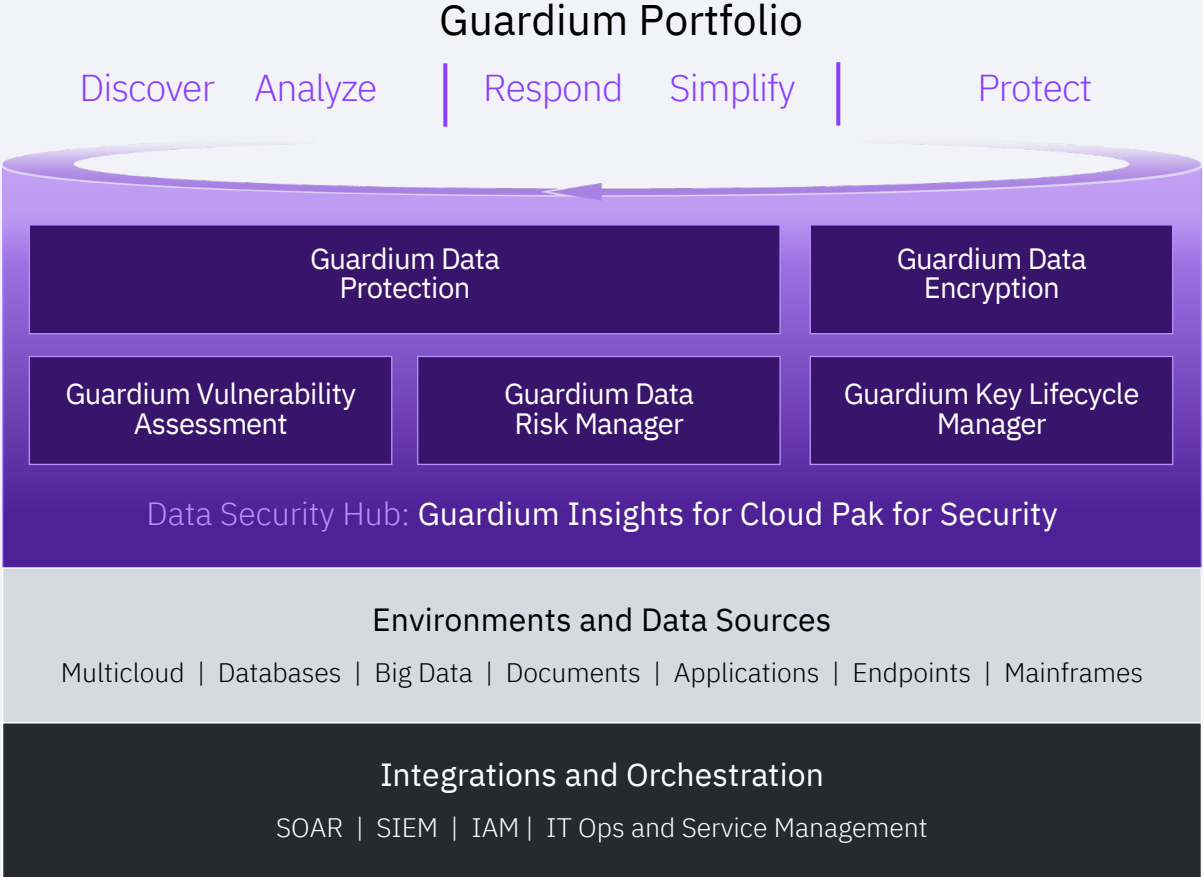 Guardium Portfolio
Discover Analyze | Respond Simplify | Protect
Guardium Data
Protection
Guardium Data
Encryption
Guardium Vulnerability
Assessment
Guardium Data
Risk Manager
Guardium Key Lifecycle
Manager
Data Security Hub: Guardium Insights for Cloud Pak for Security
Environments and Data Sources
Multicloud | Databases | Big Data | Documents | Applications | Endpoints | Mainframes
Integrations and Orchestration
SOAR | SIEM | IAM | IT Ops and Service Management